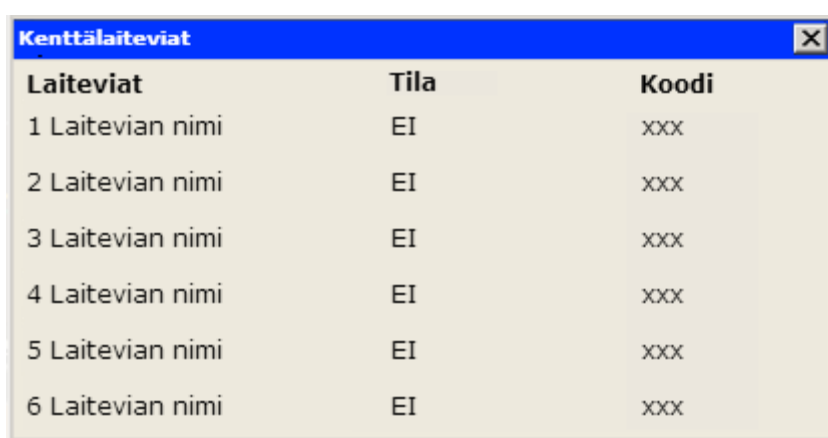 Kenttälaiteviat
Laiteviat Tila Koodi
1 Laitevian nimi EI xxx
2 Laitevian nimi EI xxx
3 Laitevian nimi EI xxx
4 Laitevian nimi EI xxx
5 Laitevian nimi EI xxx
6 Laitevian nimi EI xxx